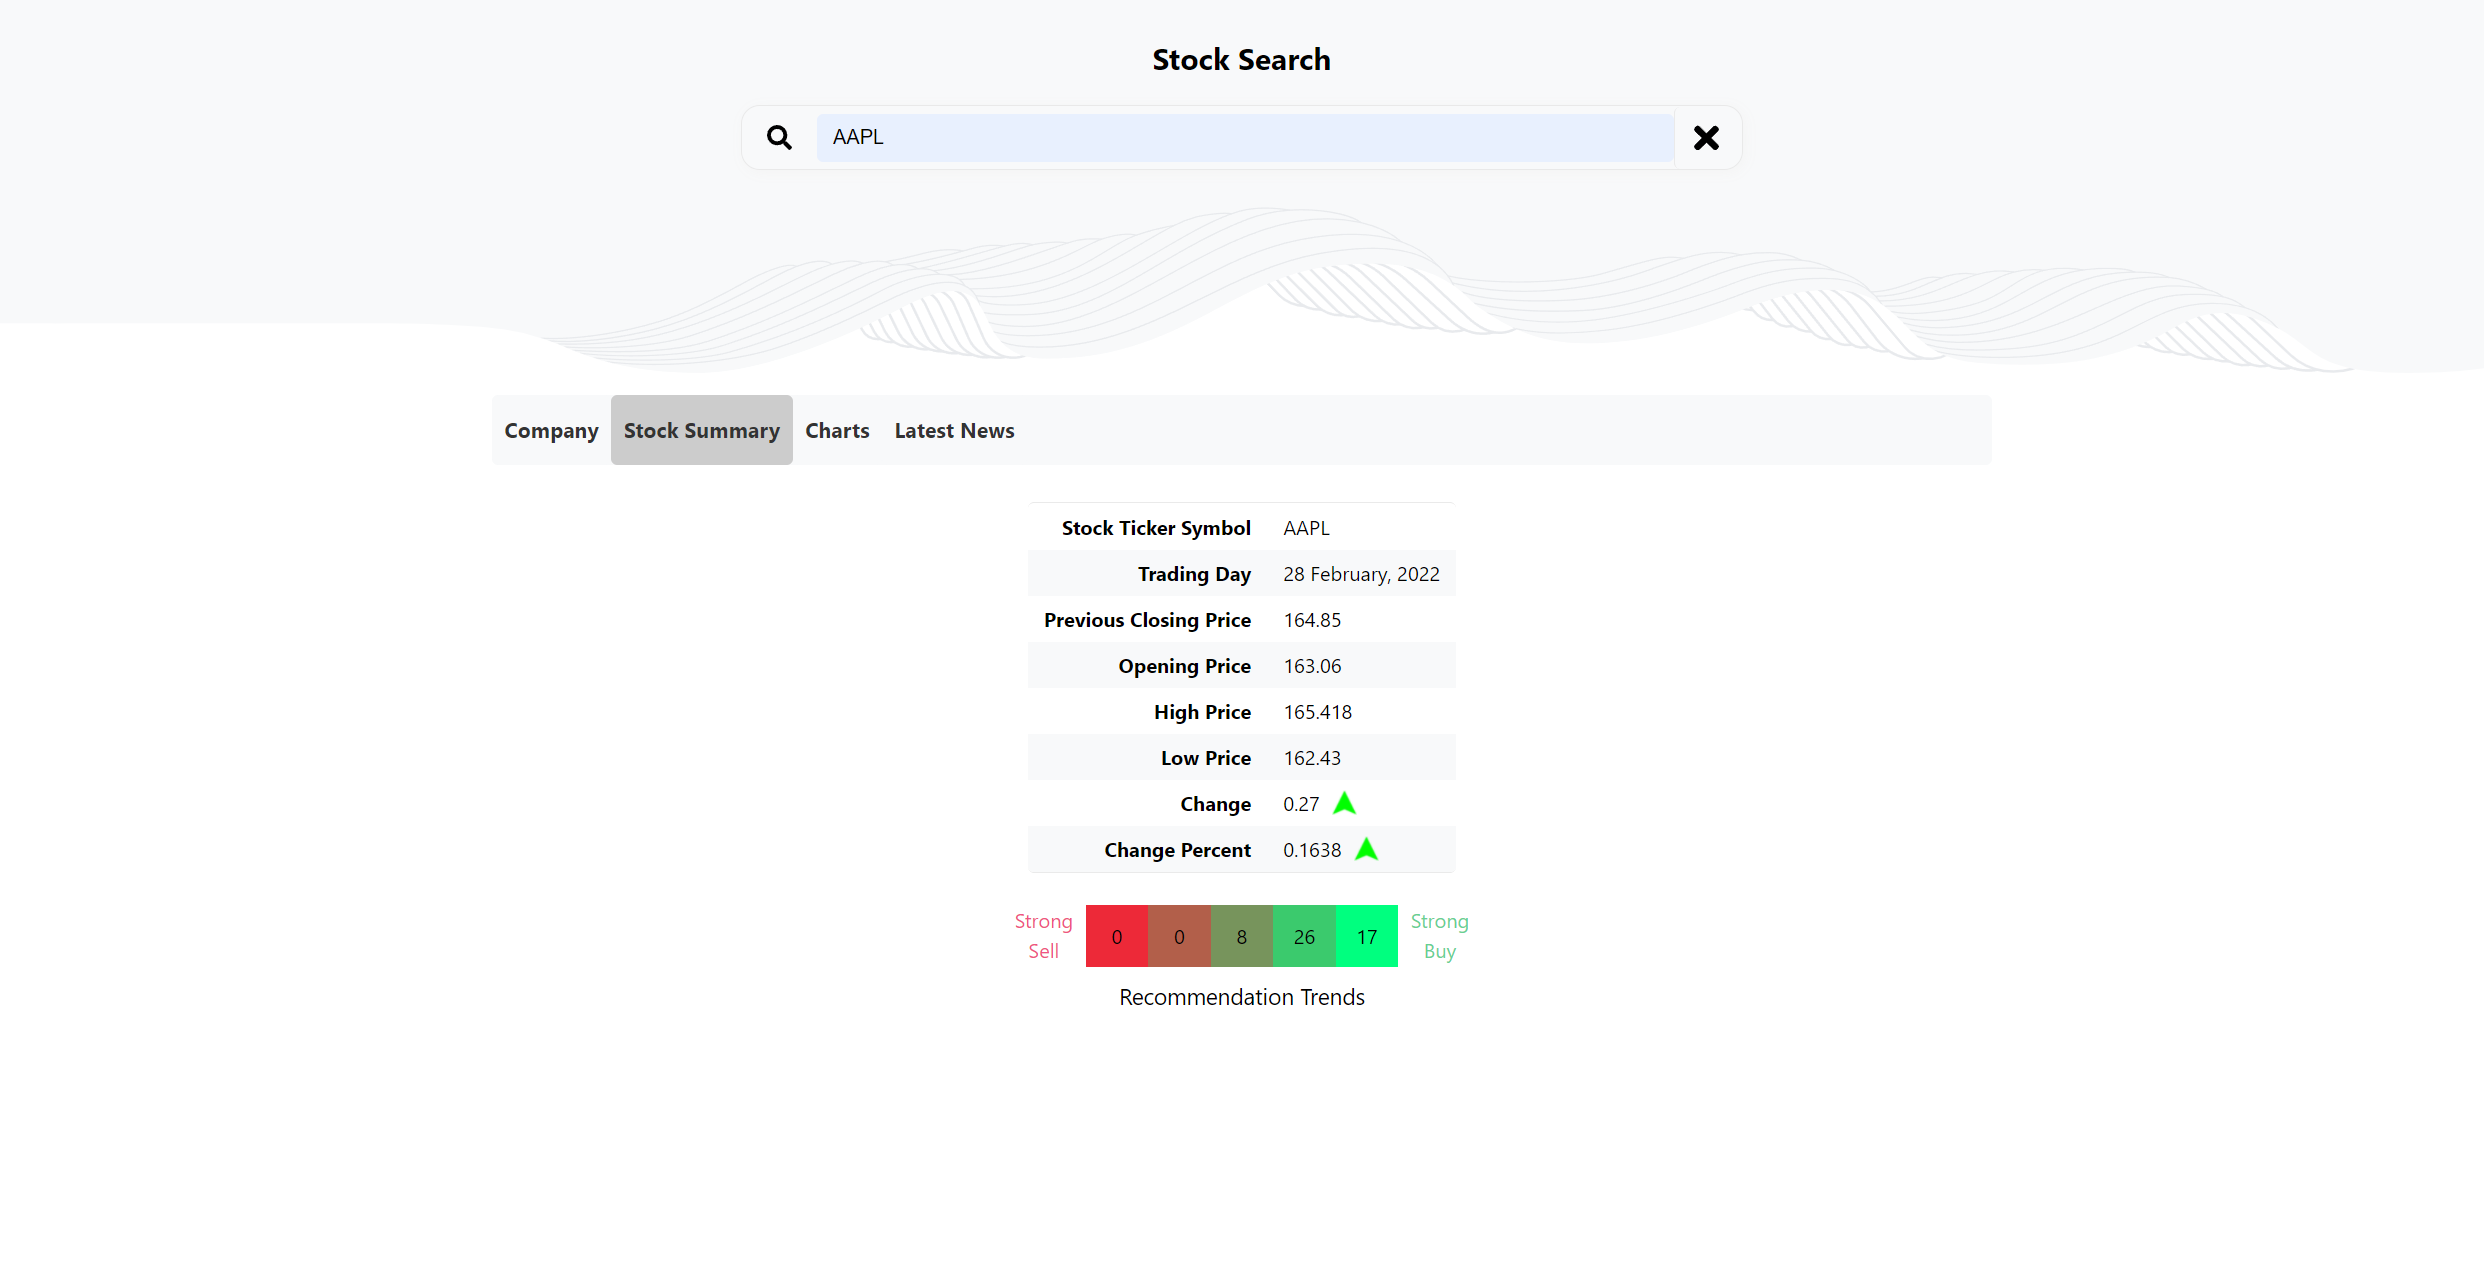 Stock Search
AAPL
Company Stock Summary Charts Latest News
Stock Ticker Symbol AAPL
Trading Day 28 February, 2022
Previous Closing Price 164.85
Opening Price 163.06
High Price 165.418
Low Price 162.43
Change 0.27
Change Percent 0.1638
Strong Sell 0 0 8 26 17 Strong Buy
Recommendation Trends